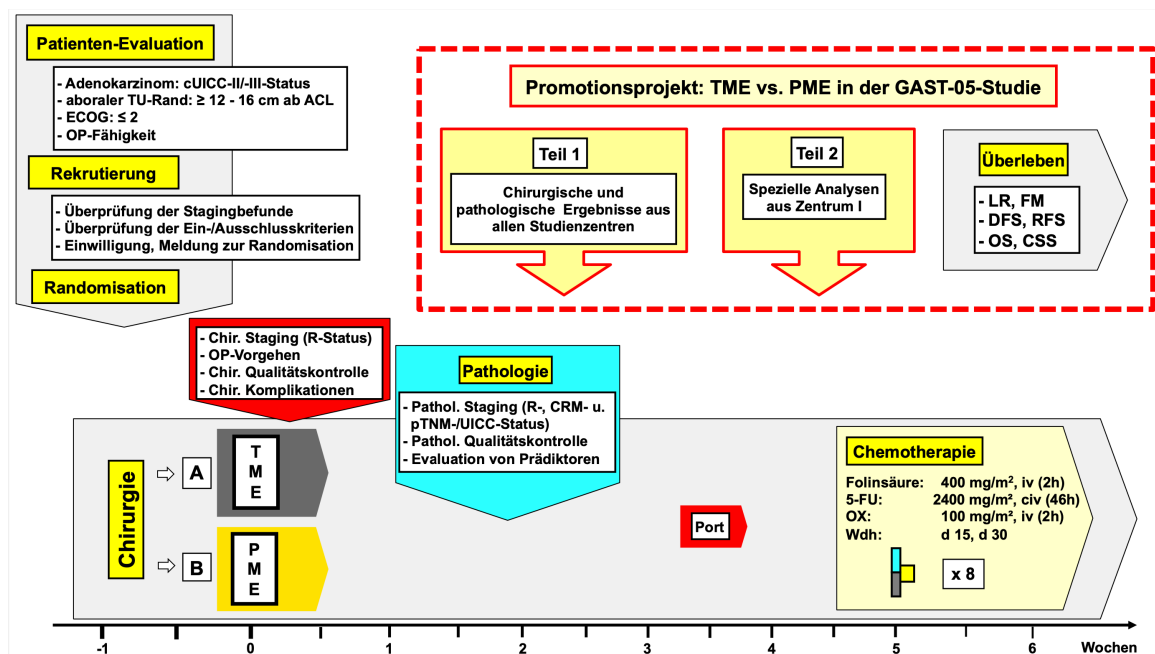 Patienten-Evaluation
- Adenokarzinom: cUICC-II/-III-Status
- aboraler TU-Rand: ≥ 12 - 16 cm ab ACL
- ECOG: ≤ 2
- OP-Fähigkeit
Rekrutierung
- Überprüfung der Stagingbefunde
- Überprüfung der Ein-/Ausschlusskriterien
- Einwilligung, Meldung zur Randomisation
Randomisation
Promotionsprojekt: TME vs. PME in der GAST-05-Studie
Teil 1
Chirurgische und
pathologische Ergebnisse aus
allen Studienzentren
Teil 2
Spezielle Analysen
aus Zentrum I
Überleben
- LR, FM
- DFS, RFS
- OS, CSS
- Chir. Staging (R-Status)
- OP-Vorgehen
- Chir. Qualitätskontrolle
- Chir. Komplikationen
Pathologie
- Pathol. Staging (R-, CRM- u.
pTNM-/UICC-Status)
- Pathol. Qualitätskontrolle
- Evaluation von Prädiktoren
Chirurgie
A
T
M
E
B
P
M
E
Port
Chemotherapie
Folinsäure: 400 mg/m², iv (2h)
5-FU: 2400 mg/m², civ (46h)
OX: 100 mg/m², iv (2h)
Wdh: d 15, d 30
x 8
-1 0 1 2 3 4 5 6 Wochen